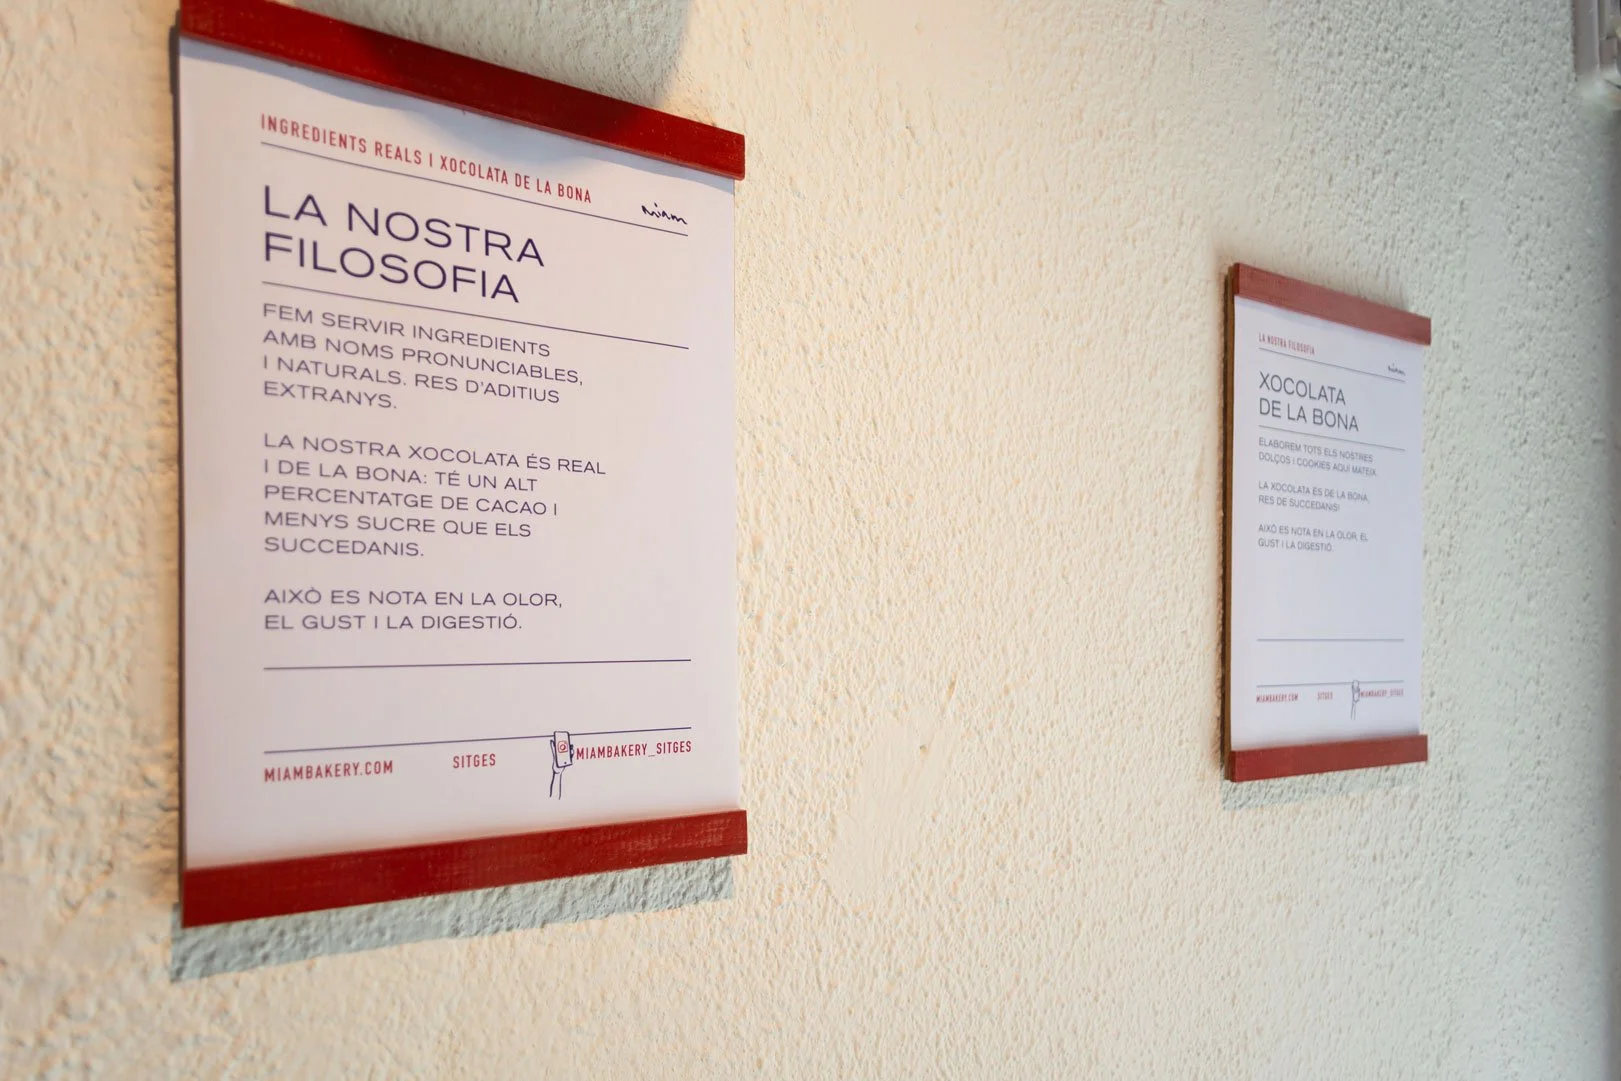 INGREDIENTS REALS I XOCOLATA DE LA BONA
miam
LA NOSTRA
FILOSOFIA
FEM SERVIR INGREDIENTS
AMB NOMS PRONUNCIABLES,
I NATURALS. RES D'ADITIUS
EXTRANYS.
LA NOSTRA XOCOLATA ÉS REAL
I DE LA BONA: TÉ UN ALT
PERCENTATGE DE CACAO I
MENYS SUCRE QUE ELS
SUCCEDANIS.
AIXÒ ES NOTA EN LA OLOR,
EL GUST I LA DIGESTIÓ.
MIAMBAKERY.COM SITGES @ MIAMBAKERY_SITGES
LA NOSTRA FILOSOFIA
miam
XOCOLATA
DE LA BONA
ELABOREM TOTS ELS NOSTRES
DOLÇOS I COOKIES AQUI MATEIX.
LA XOCOLATA ÉS DE LA BONA,
RES DE SUCCEDANIS!
AIXÒ ES NOTA EN LA OLOR, EL
GUST I LA DIGESTIÓ.
MIAMBAKERY.COM SITGES MIAMBAKERY_SITGES